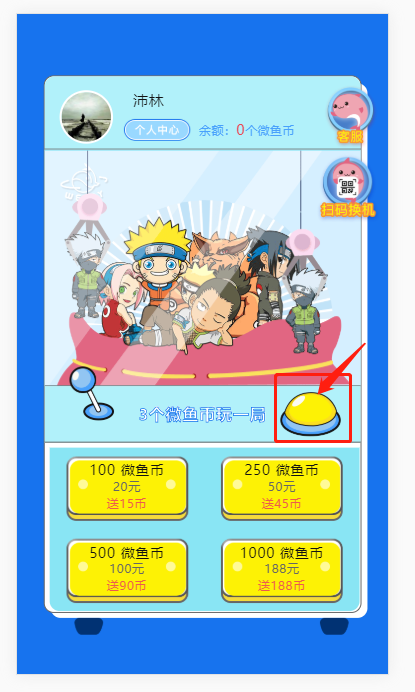 沛林
客服
个人中心
余额：0个微鱼币
扫码换机
3个微鱼币玩一局
100 微鱼币
20元
送15币
250 微鱼币
50元
送45币
500 微鱼币
100元
送90币
1000 微鱼币
188元
送188币